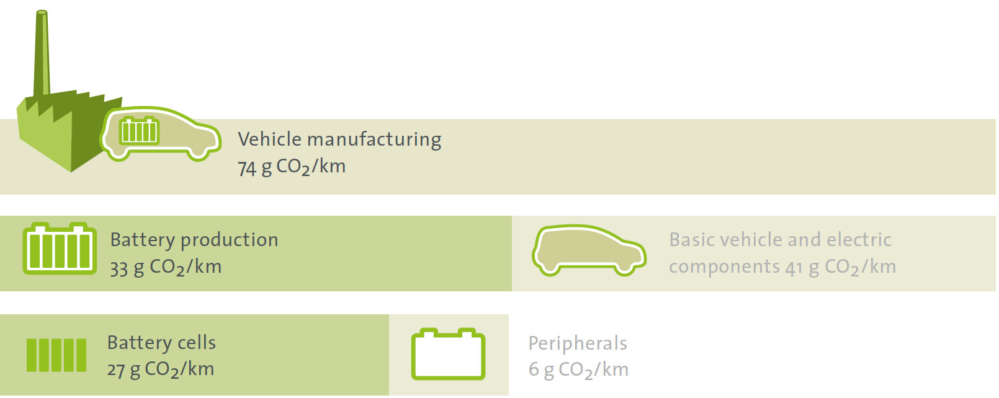 Vehicle manufacturing
74 g CO2/km
Battery production
33 g CO2/km
Basic vehicle and electric
components 41 g CO2/km
Battery cells
27 g CO2/km
Peripherals
6 g CO2/km